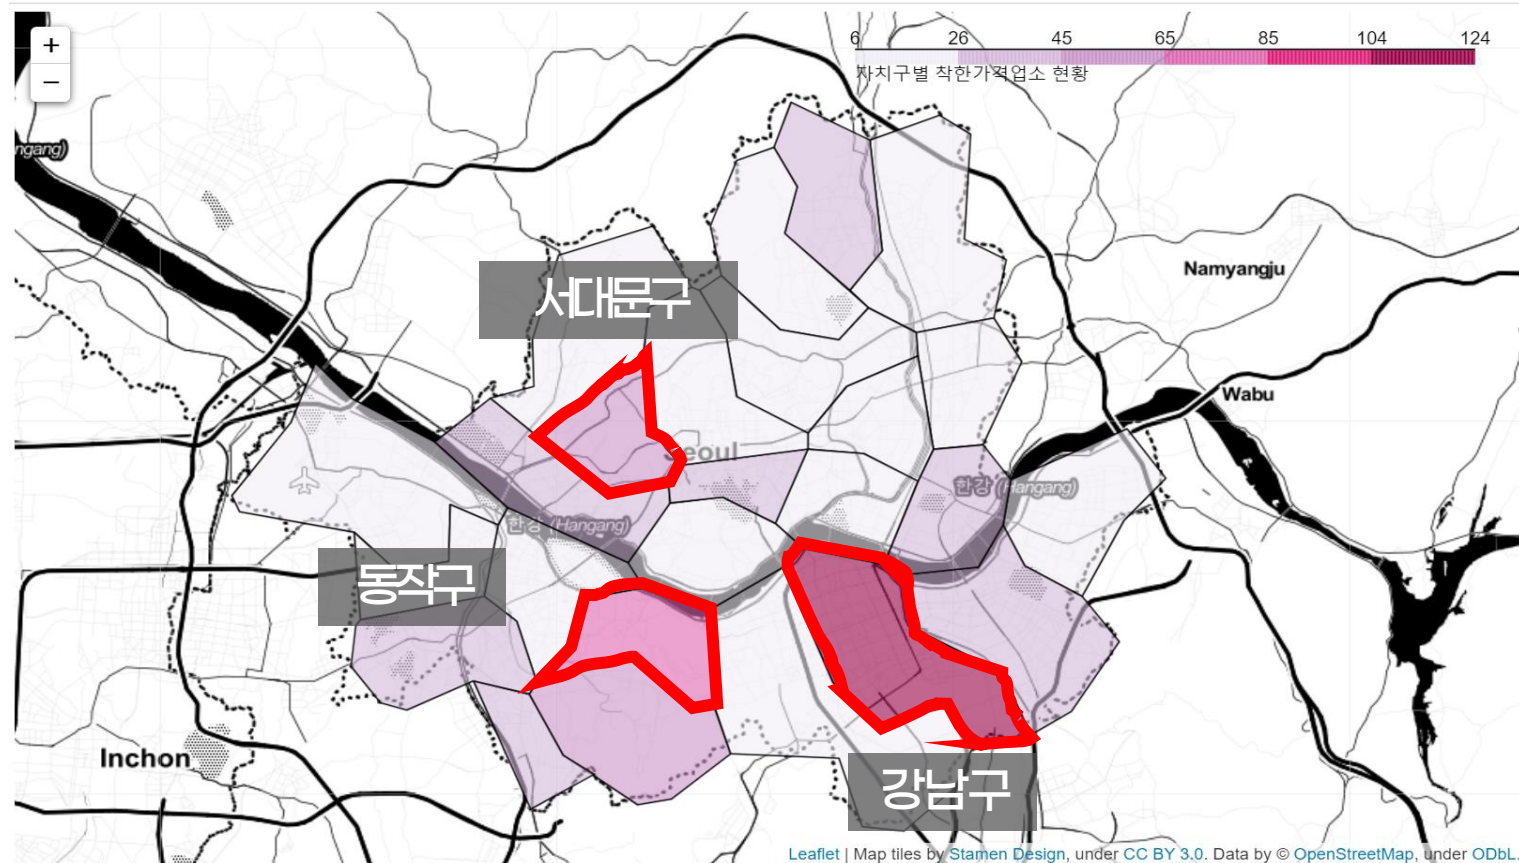 +
−
6 26 45 65 85 104 124
자치구별 착한가격업소 현황
ngang)
Namyangju
서대문구
Wabu
Seoul
한강 (Hangang)
한강 (Hangang)
동작구
Inchon
강남구
Leaflet | Map tiles by Stamen Design, under CC BY 3.0. Data by © OpenStreetMap, under ODbL.